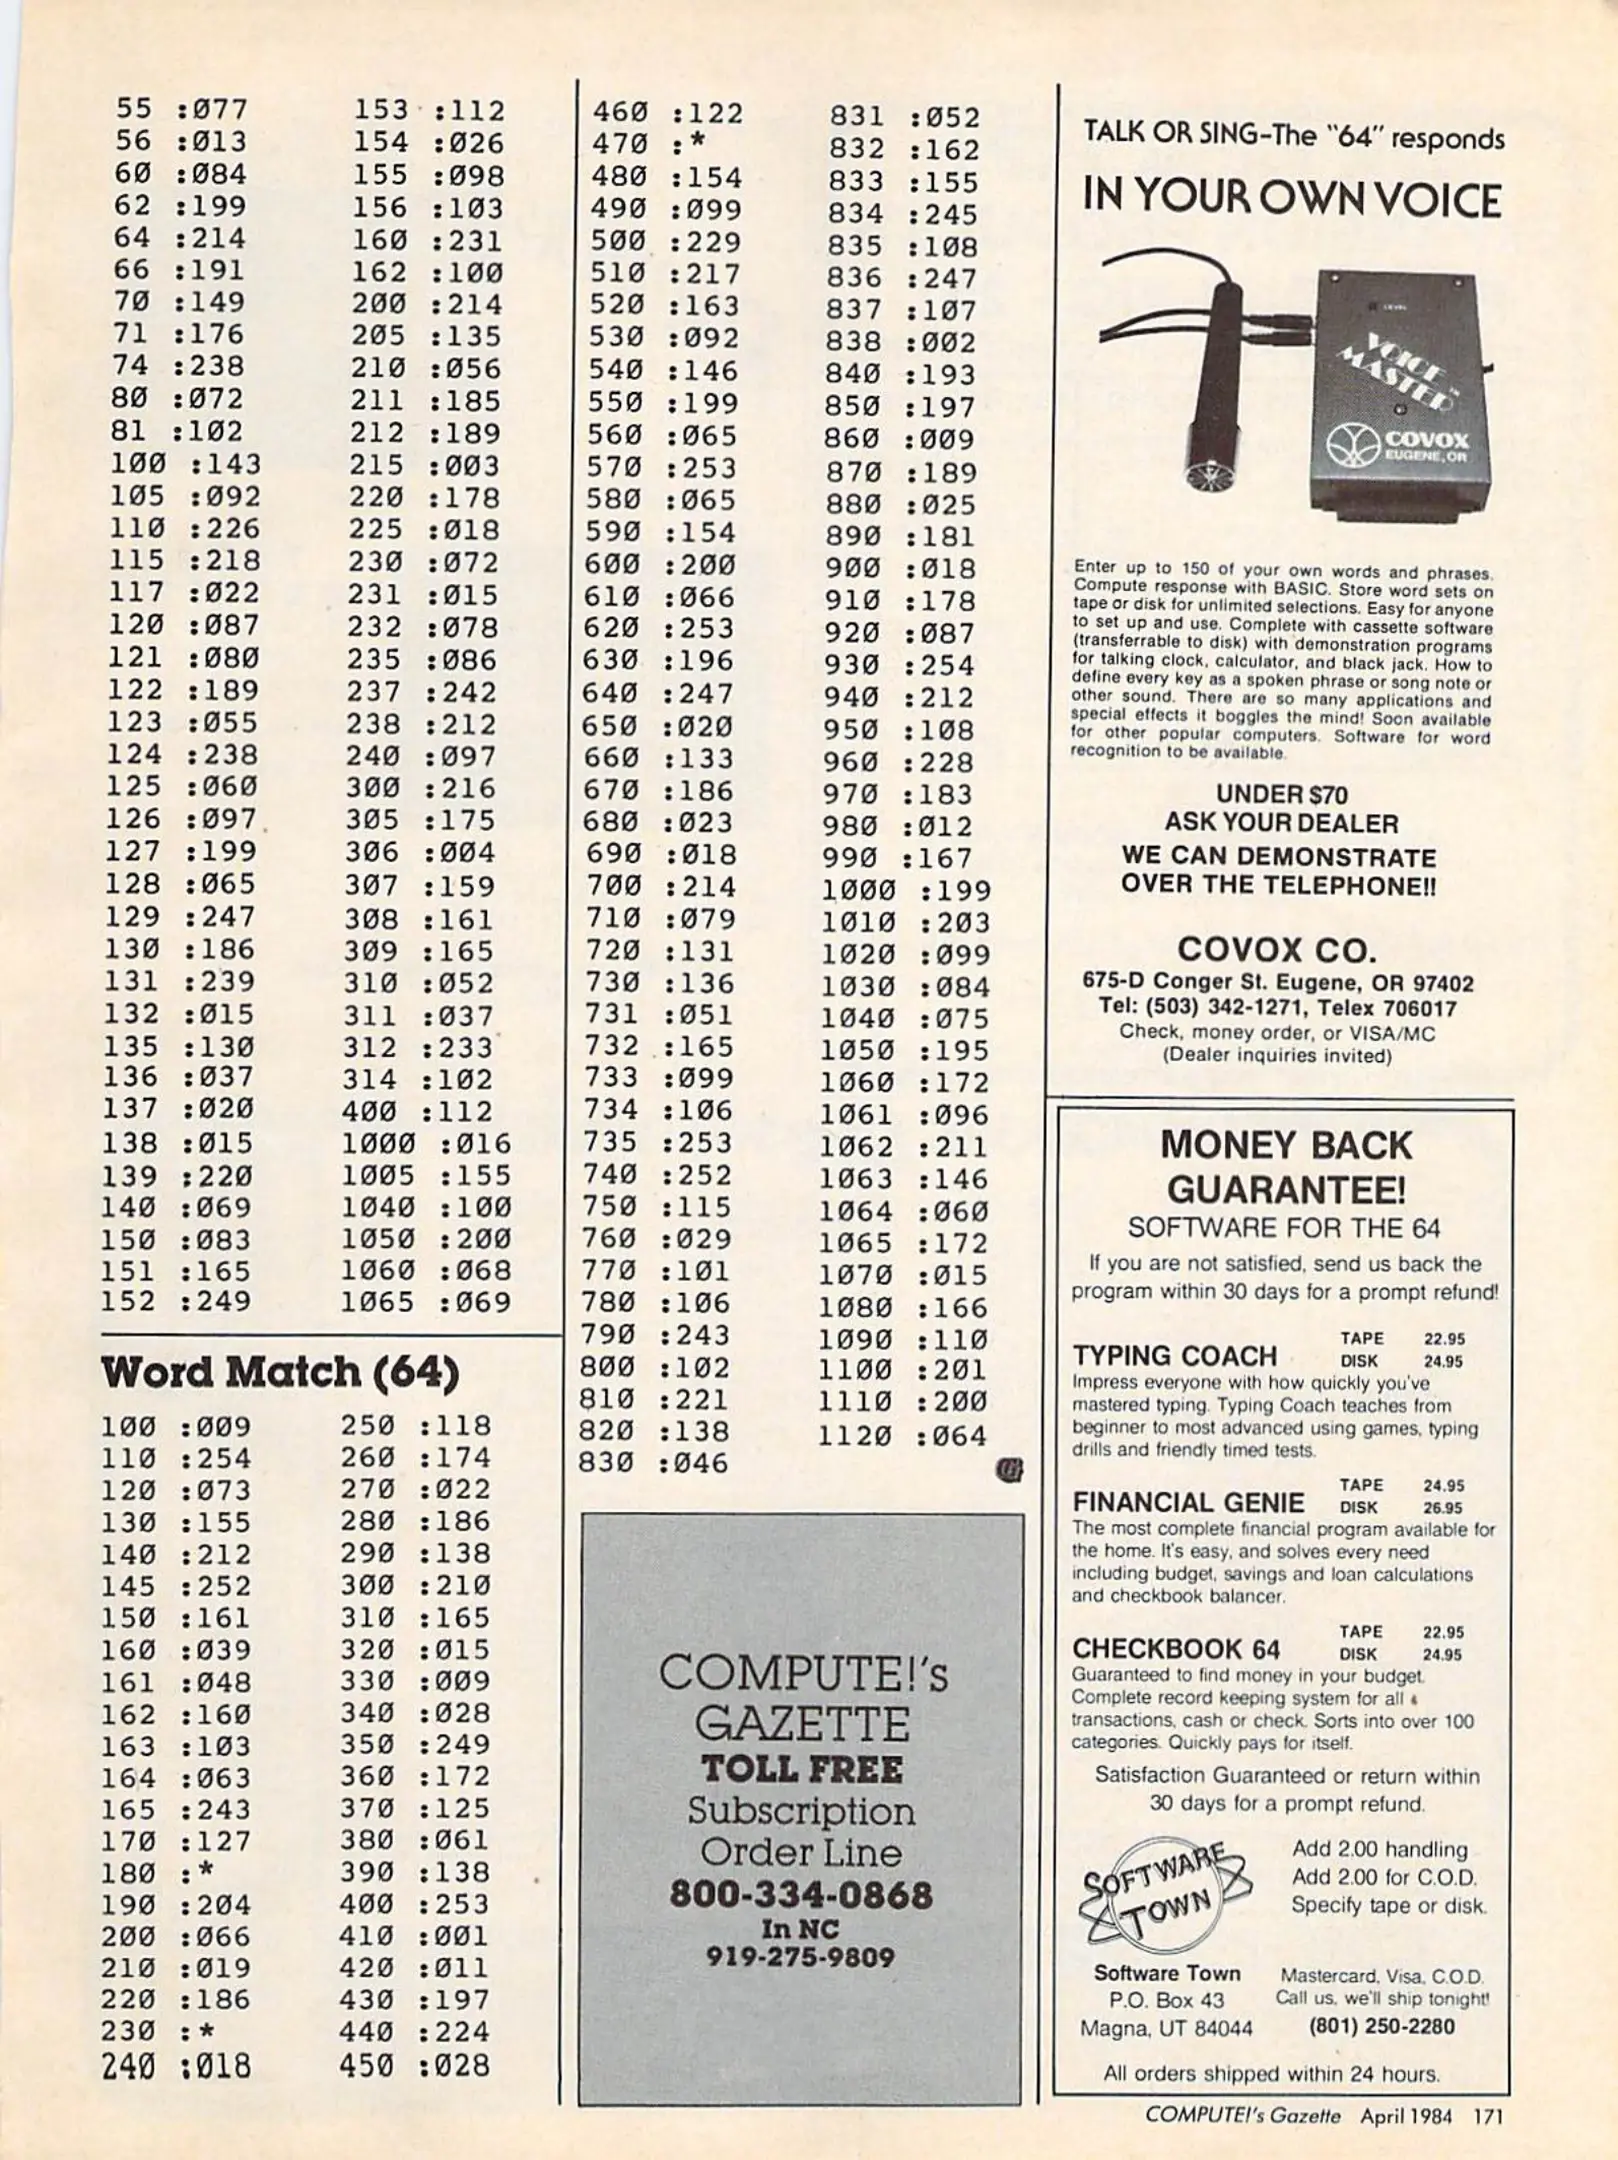 55 :077
56 :013
60 :084
62 :199
64 :214
66 :191
70 :149
71 :176
74 :238
80 :072
81 :102
100 :143
105 :092
110 :226
115 :218
117 :022
120 :087
121 :080
122 :189
123 :055
124 :238
125 :060
126 :097
127 :199
128 :065
129 :247
130 :186
131 :239
132 :015
135 :130
136 :037
137 :020
138 :015
139 :220
140 :069
150 :083
151 :165
152 :249
153 :112
154 :026
155 :098
156 :103
160 :231
162 :100
200 :214
205 :135
210 :056
211 :185
212 :189
215 :003
220 :178
225 :018
230 :072
231 :015
232 :078
235 :086
237 :242
238 :212
240 :097
300 :216
305 :175
306 :004
307 :159
308 :161
309 :165
310 :052
311 :037
312 :233
314 :102
400 :112
1000 :016
1005 :155
1040 :100
1050 :200
1060 :068
1065 :069
Word Match (64)
100 :009
110 :254
120 :073
130 :155
140 :212
145 :252
150 :161
160 :039
161 :048
162 :160
163 :103
164 :063
165 :243
170 :127
180 :*
190 :204
200 :066
210 :019
220 :186
230 :*
240 :018
250 :118
260 :174
270 :022
280 :186
290 :138
300 :210
310 :165
320 :015
330 :009
340 :028
350 :249
360 :172
370 :125
380 :061
390 :138
400 :253
410 :001
420 :011
430 :197
440 :224
450 :028
460 :122
470 :*
480 :154
490 :099
500 :229
510 :217
520 :163
530 :092
540 :146
550 :199
560 :065
570 :253
580 :065
590 :154
600 :200
610 :066
620 :253
630 :196
640 :247
650 :020
660 :133
670 :186
680 :023
690 :018
700 :214
710 :079
720 :131
730 :136
731 :051
732 :165
733 :099
734 :106
735 :253
740 :252
750 :115
760 :029
770 :101
780 :106
790 :243
800 :102
810 :221
820 :138
830 :046
831 :052
832 :162
833 :155
834 :245
835 :108
836 :247
837 :107
838 :002
840 :193
850 :197
860 :009
870 :189
880 :025
890 :181
900 :018
910 :178
920 :087
930 :254
940 :212
950 :108
960 :228
970 :183
980 :012
990 :167
1000 :199
1010 :203
1020 :099
1030 :084
1040 :075
1050 :195
1060 :172
1061 :096
1062 :211
1063 :146
1064 :060
1065 :172
1070 :015
1080 :166
1090 :110
1100 :201
1110 :200
1120 :064
G
COMPUTE!'s
GAZETTE
TOLL FREE
Subscription
Order Line
800-334-0868
In NC
919-275-9809
TALK OR SING–The "64" responds
IN YOUR OWN VOICE
LEVEL
VOICE
MASTER
TM
COVOX
EUGENE, OR
Enter up to 150 of your own words and phrases.
Compute response with BASIC. Store word sets on
tape or disk for unlimited selections. Easy for anyone
to set up and use. Complete with cassette software
(transferrable to disk) with demonstration programs
for talking clock, calculator, and black jack. How to
define every key as a spoken phrase or song note or
other sound. There are so many applications and
special effects it boggles the mind! Soon available
for other popular computers. Software for word
recognition to be available.
UNDER $70
ASK YOUR DEALER
WE CAN DEMONSTRATE
OVER THE TELEPHONE!!
COVOX CO.
675-D Conger St. Eugene, OR 97402
Tel: (503) 342-1271, Telex 706017
Check, money order, or VISA/MC
(Dealer inquiries invited)
MONEY BACK
GUARANTEE!
SOFTWARE FOR THE 64
If you are not satisfied, send us back the
program within 30 days for a prompt refund!
TYPING COACH TAPE 22.95
DISK 24.95
Impress everyone with how quickly you've
mastered typing. Typing Coach teaches from
beginner to most advanced using games, typing
drills and friendly timed tests.
FINANCIAL GENIE TAPE 24.95
DISK 26.95
The most complete financial program available for
the home. It's easy, and solves every need
including budget, savings and loan calculations
and checkbook balancer.
CHECKBOOK 64 TAPE 22.95
DISK 24.95
Guaranteed to find money in your budget.
Complete record keeping system for all
transactions, cash or check. Sorts into over 100
categories. Quickly pays for itself.
Satisfaction Guaranteed or return within
30 days for a prompt refund.
SOFTWARE
TOWN
Add 2.00 handling
Add 2.00 for C.O.D.
Specify tape or disk.
Software Town
P.O. Box 43
Magna, UT 84044
Mastercard, Visa, C.O.D.
Call us, we'll ship tonight!
(801) 250-2280
All orders shipped within 24 hours.
COMPUTE!'s Gazette April 1984 171